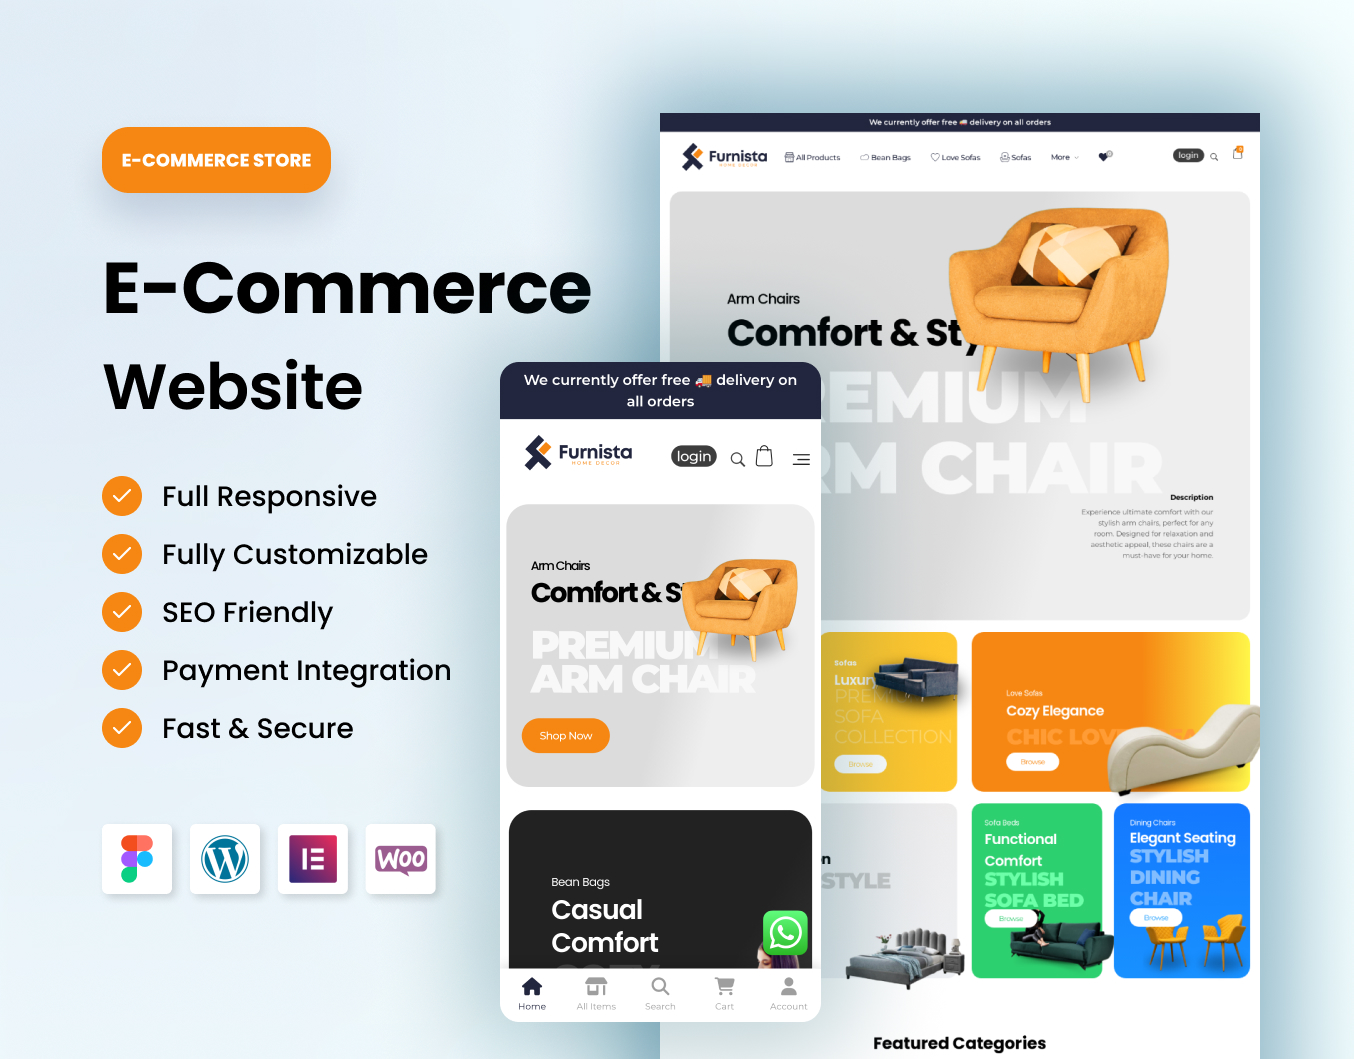 E-COMMERCE STORE
E-Commerce
Website
Full Responsive
Fully Customizable
SEO Friendly
Payment Integration
Fast & Secure
WOO
We currently offer free 🚚 delivery on all orders
Furnista
HOME DECOR
All Products
Bean Bags
Love Sofas
Sofas
More
login
Arm Chairs
Comfort & Sty
EMIUM
RM CHAIR
Description
Experience ultimate comfort with our
stylish arm chairs, perfect for any
room. Designed for relaxation and
aesthetic appeal, these chairs are a
must-have for your home.
Sofas
Luxury
SOFA
COLLECTION
Browse
Love Sofas
Cozy Elegance
CHIC LOV
Browse
STYLE
Sofa Beds
Functional
Comfort
STYLISH
SOFA BED
Browse
Dining Chairs
Elegant Seating
STYLISH
DINING
CHAIR
Browse
Featured Categories
We currently offer free 🚚 delivery on
all orders
Furnista
HOME DECOR
login
Arm Chairs
Comfort & S
PREMIUM
ARM CHAIR
Shop Now
Bean Bags
Casual
Comfort
Home
All Items
Search
Cart
Account